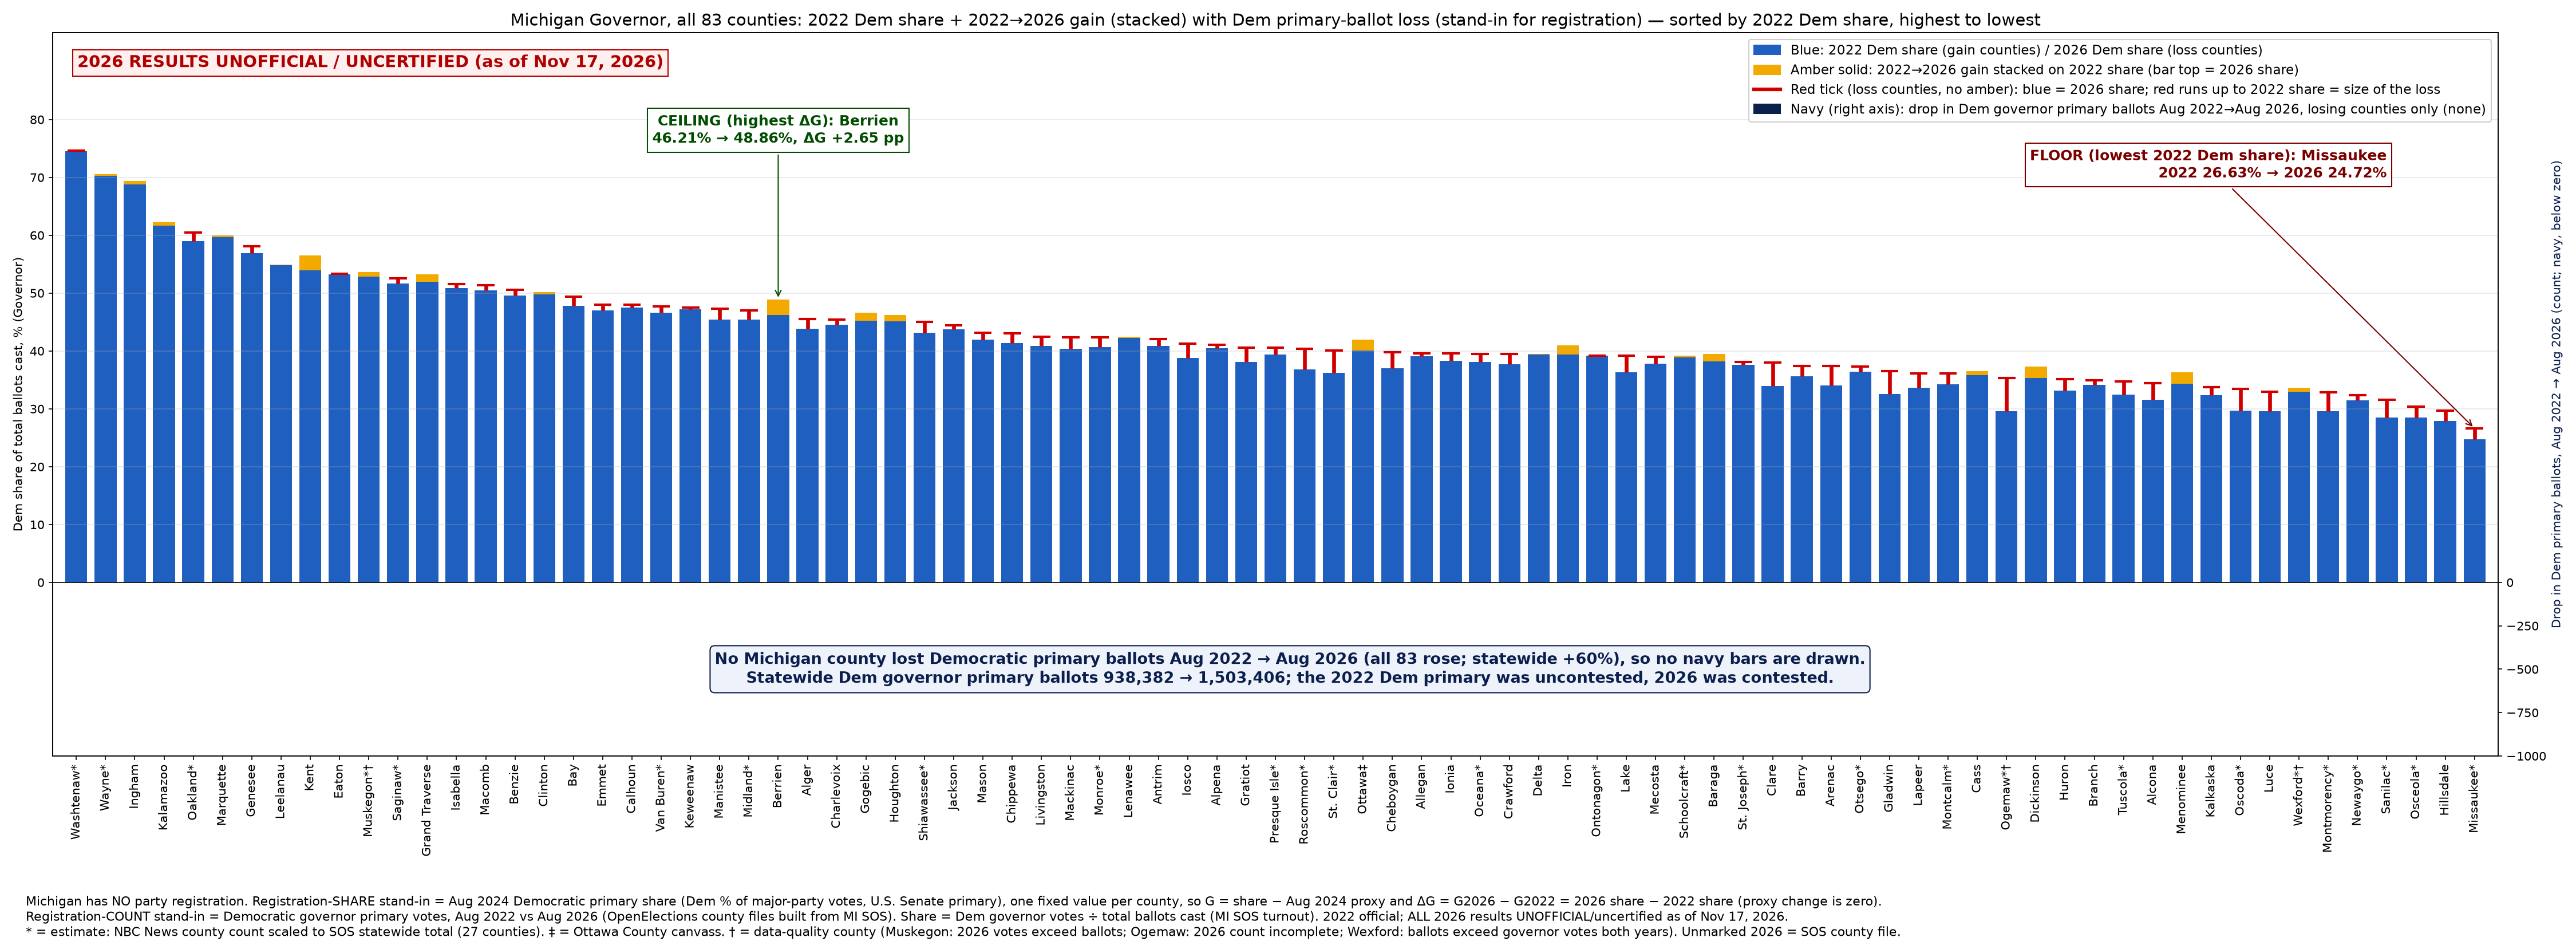 Michigan Governor, all 83 counties: 2022 Dem share + 2022→2026 gain (stacked) with Dem primary-ballot loss (stand-in for registration) — sorted by 2022 Dem share, highest to lowest
2026 RESULTS UNOFFICIAL / UNCERTIFIED (as of Nov 17, 2026)
Blue: 2022 Dem share (gain counties) / 2026 Dem share (loss counties)
Amber solid: 2022→2026 gain stacked on 2022 share (bar top = 2026 share)
Red tick (loss counties, no amber): blue = 2026 share; red runs up to 2022 share = size of the loss
Navy (right axis): drop in Dem governor primary ballots Aug 2022→Aug 2026, losing counties only (none)
CEILING (highest ΔG): Berrien
46.21% → 48.86%, ΔG +2.65 pp
FLOOR (lowest 2022 Dem share): Missaukee
2022 26.63% → 2026 24.72%
Dem share of total ballots cast, % (Governor)
80
70
60
50
40
30
20
10
0
Drop in Dem primary ballots, Aug 2022 → Aug 2026 (count; navy, below zero)
0
−250
−500
−750
−1000
No Michigan county lost Democratic primary ballots Aug 2022 → Aug 2026 (all 83 rose; statewide +60%), so no navy bars are drawn.
Statewide Dem governor primary ballots 938,382 → 1,503,406; the 2022 Dem primary was uncontested, 2026 was contested.
Washtenaw*
Wayne*
Ingham
Kalamazoo
Oakland*
Marquette
Genesee
Leelanau
Kent
Eaton
Muskegon*†
Saginaw*
Grand Traverse
Isabella
Macomb
Benzie
Clinton
Bay
Emmet
Calhoun
Van Buren*
Keweenaw
Manistee
Midland*
Berrien
Alger
Charlevoix
Gogebic
Houghton
Shiawassee*
Jackson
Mason
Chippewa
Livingston
Mackinac
Monroe*
Lenawee
Antrim
Iosco
Alpena
Gratiot
Presque Isle*
Roscommon*
St. Clair*
Ottawa‡
Cheboygan
Allegan
Ionia
Oceana*
Crawford
Delta
Iron
Ontonagon*
Lake
Mecosta
Schoolcraft*
Baraga
St. Joseph*
Clare
Barry
Arenac
Otsego*
Gladwin
Lapeer
Montcalm*
Cass
Ogemaw*†
Dickinson
Huron
Branch
Tuscola*
Alcona
Menominee
Kalkaska
Oscoda*
Luce
Wexford*†
Montmorency*
Newaygo*
Sanilac*
Osceola*
Hillsdale
Missaukee*
Michigan has NO party registration. Registration-SHARE stand-in = Aug 2024 Democratic primary share (Dem % of major-party votes, U.S. Senate primary), one fixed value per county, so G = share − Aug 2024 proxy and ΔG = G2026 − G2022 = 2026 share − 2022 share (proxy change is zero).
Registration-COUNT stand-in = Democratic governor primary votes, Aug 2022 vs Aug 2026 (OpenElections county files built from MI SOS). Share = Dem governor votes ÷ total ballots cast (MI SOS turnout). 2022 official; ALL 2026 results UNOFFICIAL/uncertified as of Nov 17, 2026.
* = estimate: NBC News county count scaled to SOS statewide total (27 counties). ‡ = Ottawa County canvass. † = data-quality county (Muskegon: 2026 votes exceed ballots; Ogemaw: 2026 count incomplete; Wexford: ballots exceed governor votes both years). Unmarked 2026 = SOS county file.